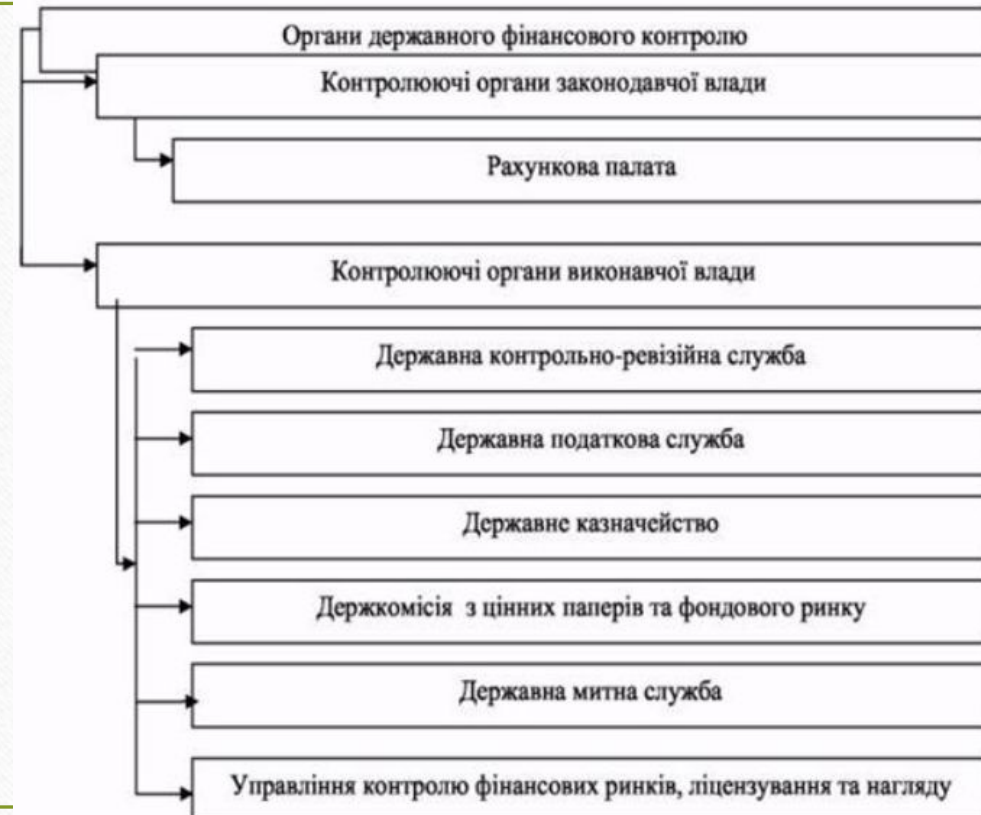 Органи державного фінансового контролю
Контролюючі органи законодавчої влади
Рахункова палата
Контролюючі органи виконавчої влади
Державна контрольно-ревізійна служба
Державна податкова служба
Державне казначейство
Держкомісія з цінних паперів та фондового ринку
Державна митна служба
Управління контролю фінансових ринків, ліцензування та нагляду